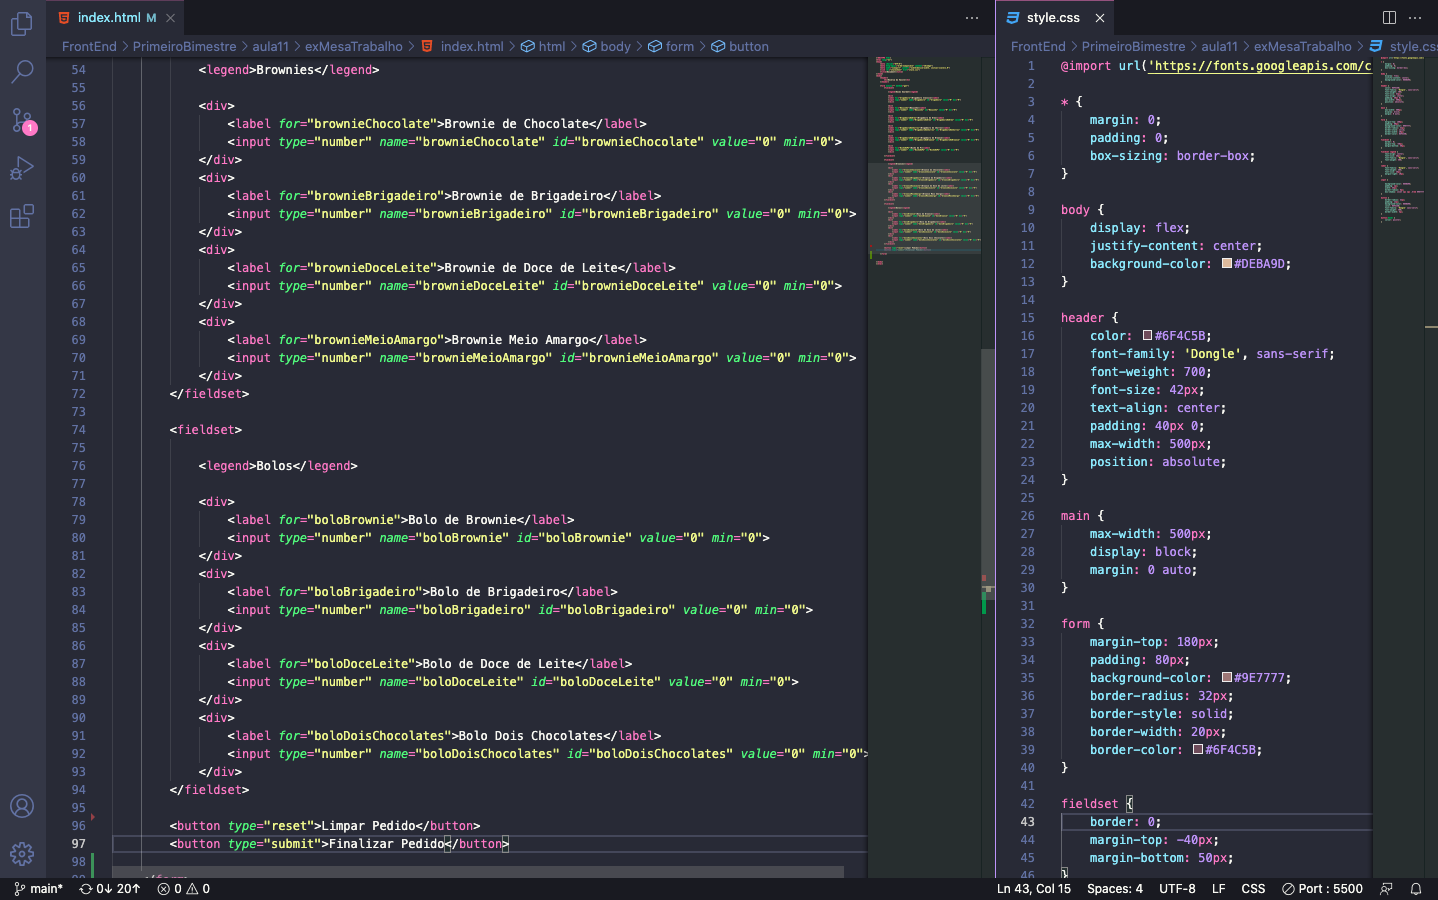 index.html M
style.css
FrontEnd > PrimeiroBimestre > aula11 > exMesaTrabalho > index.html > html > body > form > button
54 <legend>Brownies</legend>
55
56 <div>
57 <label for="brownieChocolate">Brownie de Chocolate</label>
58 <input type="number" name="brownieChocolate" id="brownieChocolate" value="0" min="0">
59 </div>
60 <div>
61 <label for="brownieBrigadeiro">Brownie de Brigadeiro</label>
62 <input type="number" name="brownieBrigadeiro" id="brownieBrigadeiro" value="0" min="0">
63 </div>
64 <div>
65 <label for="brownieDoceLeite">Brownie de Doce de Leite</label>
66 <input type="number" name="brownieDoceLeite" id="brownieDoceLeite" value="0" min="0">
67 </div>
68 <div>
69 <label for="brownieMeioAmargo">Brownie Meio Amargo</label>
70 <input type="number" name="brownieMeioAmargo" id="brownieMeioAmargo" value="0" min="0">
71 </div>
72 </fieldset>
73
74 <fieldset>
75
76 <legend>Bolos</legend>
77
78 <div>
79 <label for="boloBrownie">Bolo de Brownie</label>
80 <input type="number" name="boloBrownie" id="boloBrownie" value="0" min="0">
81 </div>
82 <div>
83 <label for="boloBrigadeiro">Bolo de Brigadeiro</label>
84 <input type="number" name="boloBrigadeiro" id="boloBrigadeiro" value="0" min="0">
85 </div>
86 <div>
87 <label for="boloDoceLeite">Bolo de Doce de Leite</label>
88 <input type="number" name="boloDoceLeite" id="boloDoceLeite" value="0" min="0">
89 </div>
90 <div>
91 <label for="boloDoisChocolates">Bolo Dois Chocolates</label>
92 <input type="number" name="boloDoisChocolates" id="boloDoisChocolates" value="0" min="0">
93 </div>
94 </fieldset>
95
96 <button type="reset">Limpar Pedido</button>
97 <button type="submit">Finalizar Pedido</button>
98
FrontEnd > PrimeiroBimestre > aula11 > exMesaTrabalho > style.css
1 @import url('https://fonts.googleapis.com/c
2
3 * {
4 margin: 0;
5 padding: 0;
6 box-sizing: border-box;
7 }
8
9 body {
10 display: flex;
11 justify-content: center;
12 background-color: #DEBA9D;
13 }
14
15 header {
16 color: #6F4C5B;
17 font-family: 'Dongle', sans-serif;
18 font-weight: 700;
19 font-size: 42px;
20 text-align: center;
21 padding: 40px 0;
22 max-width: 500px;
23 position: absolute;
24 }
25
26 main {
27 max-width: 500px;
28 display: block;
29 margin: 0 auto;
30 }
31
32 form {
33 margin-top: 180px;
34 padding: 80px;
35 background-color: #9E7777;
36 border-radius: 32px;
37 border-style: solid;
38 border-width: 20px;
39 border-color: #6F4C5B;
40 }
41
42 fieldset {
43 border: 0;
44 margin-top: -40px;
45 margin-bottom: 50px;
46 }
1
main* 0↓ 20↑ 0 0 Ln 43, Col 15 Spaces: 4 UTF-8 LF CSS Port : 5500